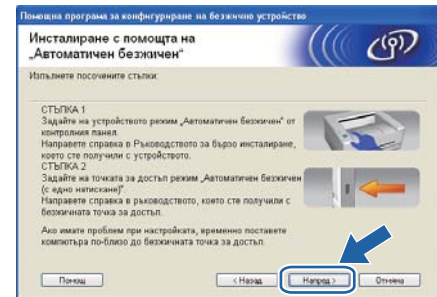 Помощна програма за конфигуриране на безжично устройство
Инсталиране с помощта на
„Автоматичен безжичен“
Изпълнете посочените стъпки:
СТЪПКА 1
Задайте на устройството режим „Автоматичен безжичен“ от
контролния панел.
Направете справка в Ръководството за бързо инсталиране,
което сте получили с устройството.
СТЪПКА 2
Задайте на точката за достъп режим „Автоматичен безжичен
(с едно натискане)“.
Направете справка в ръководството, което сте получили с
безжичната точка за достъп.
Ако имате проблем при настройката, временно поставете
компютъра по-близо до безжичната точка за достъп.
Помощ < Назад Напред > Отмяна